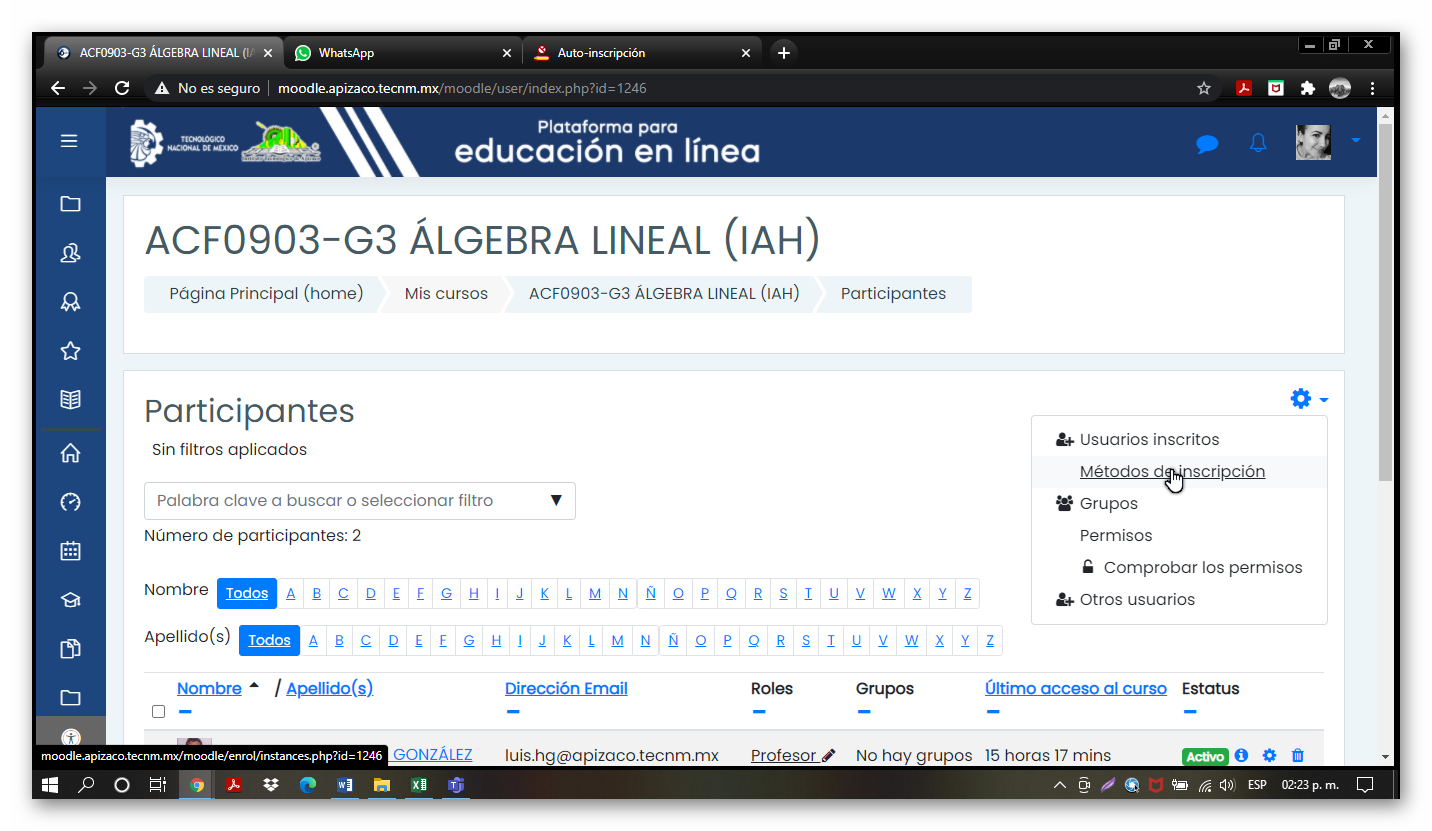 ACF0903-G3 ÁLGEBRA LINEAL (IA
WhatsApp
Auto-inscripción
No es seguro | moodle.apizaco.tecnm.mx/moodle/user/index.php?id=1246
TECNOLÓGICO
NACIONAL DE MÉXICO
Plataforma para
educación en línea
ACF0903-G3 ÁLGEBRA LINEAL (IAH)
Página Principal (home) Mis cursos ACF0903-G3 ÁLGEBRA LINEAL (IAH) Participantes
Participantes
Sin filtros aplicados
Usuarios inscritos
Métodos de inscripción
Grupos
Permisos
Comprobar los permisos
Otros usuarios
Palabra clave a buscar o seleccionar filtro ▼
Número de participantes: 2
Nombre Todos A B C D E F G H I J K L M N Ñ O P Q R S T U V W X Y Z
Apellido(s) Todos A B C D E F G H I J K L M N Ñ O P Q R S T U V W X Y Z
Nombre / Apellido(s) Dirección Email Roles Grupos Último acceso al curso Estatus
GONZÁLEZ luis.hg@apizaco.tecnm.mx Profesor No hay grupos 15 horas 17 mins Activo
moodle.apizaco.tecnm.mx/moodle/enrol/instances.php?id=1246
ESP 02:23 p. m.